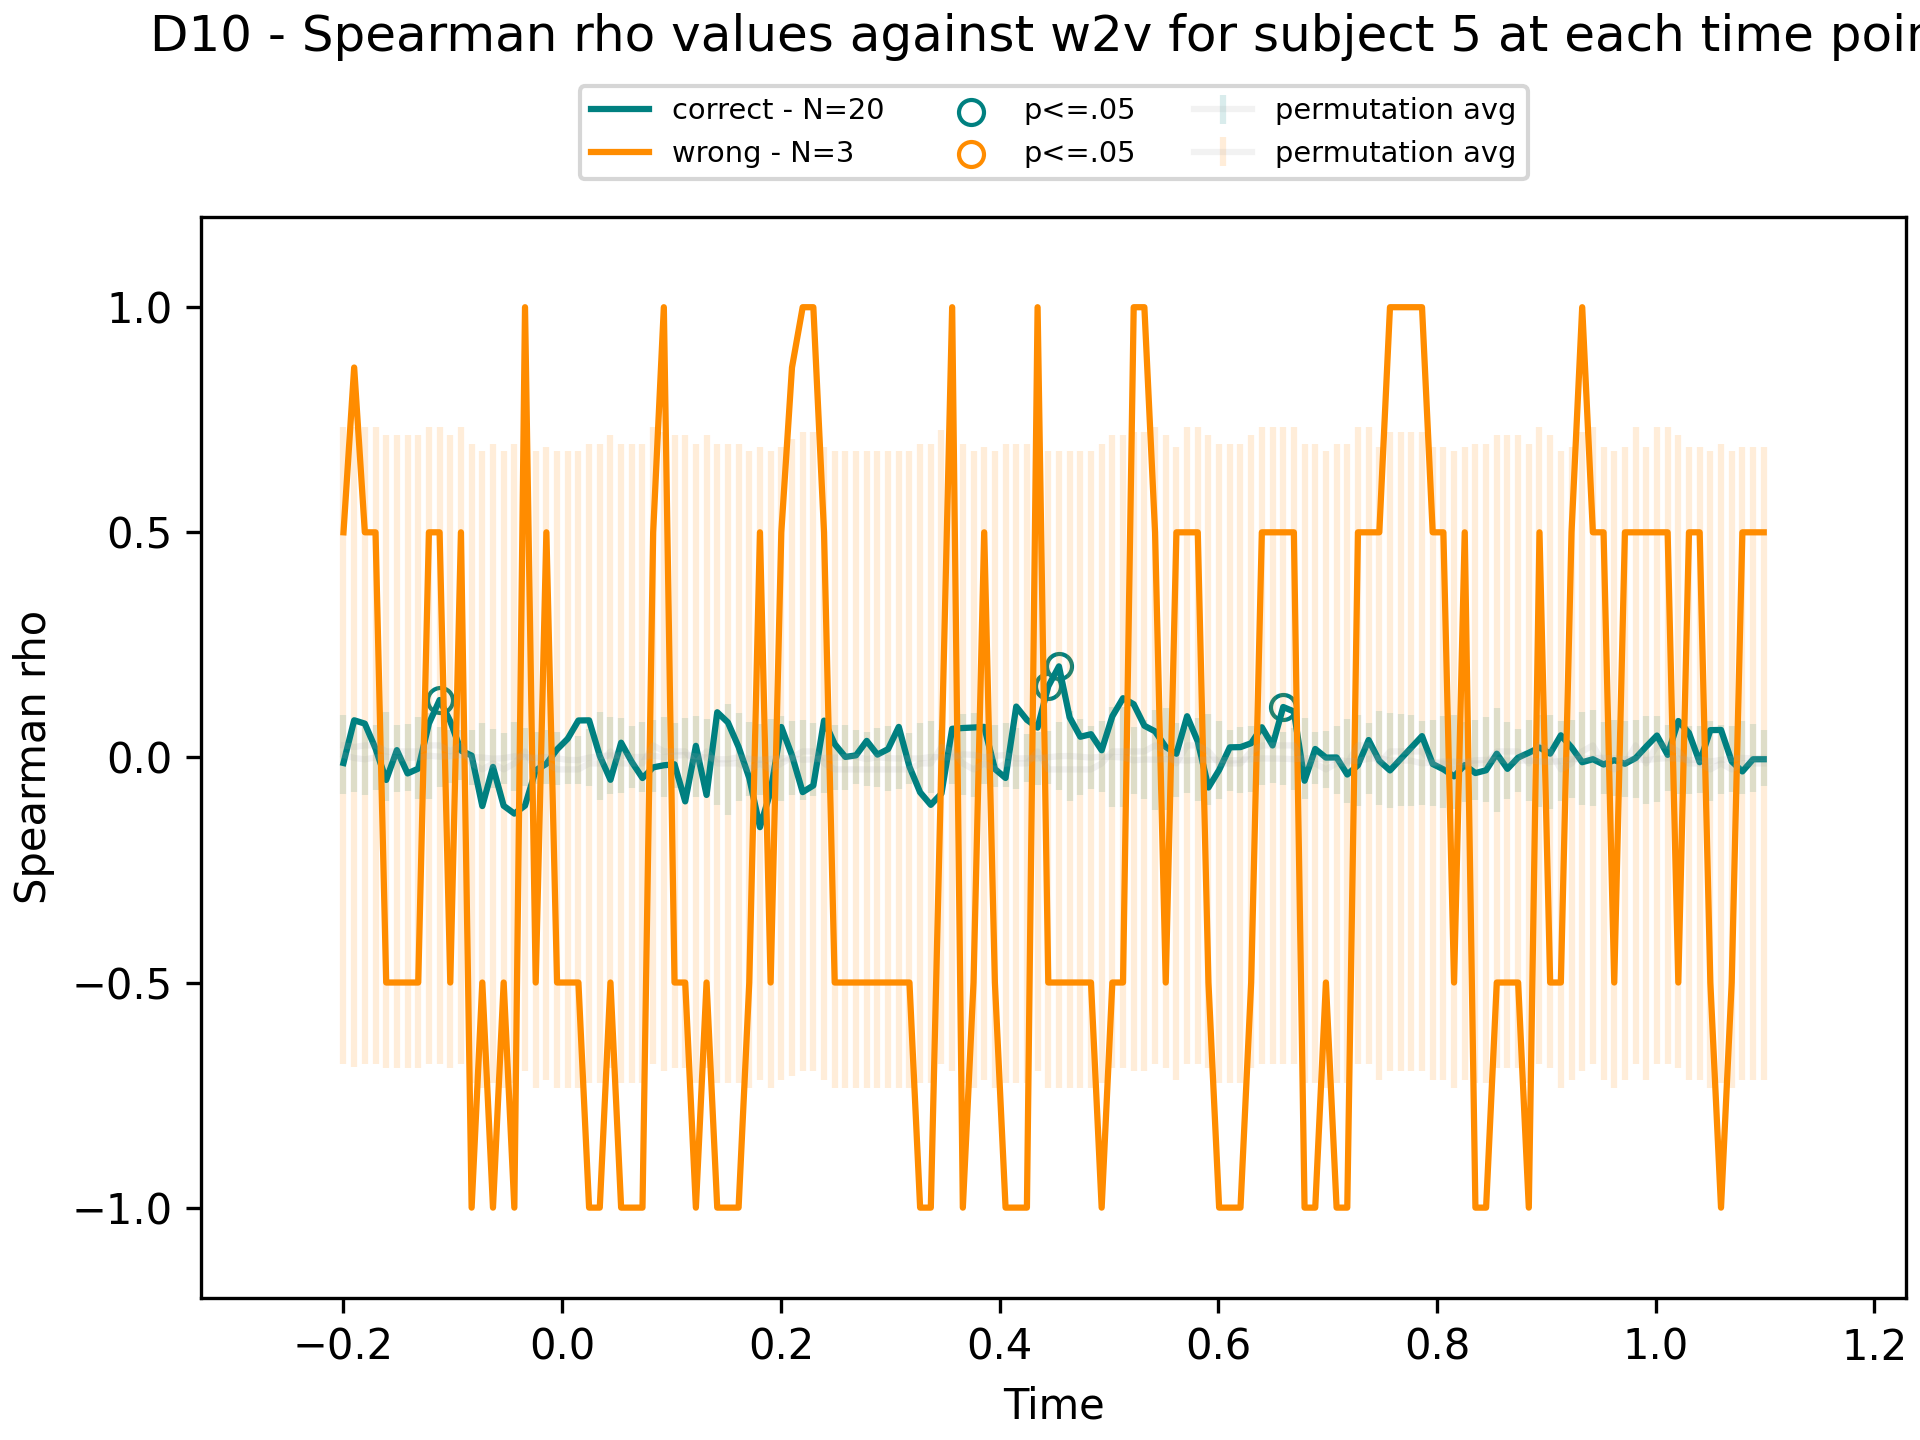 D10 - Spearman rho values against w2v for subject 5 at each time
correct - N=20 p<=.05 permutation avg
wrong - N=3 p<=.05 permutation avg
1.0
0.5
0.0
−0.5
−1.0
Spearman rho
−0.2 0.0 0.2 0.4 0.6 0.8 1.0 1.2
Time